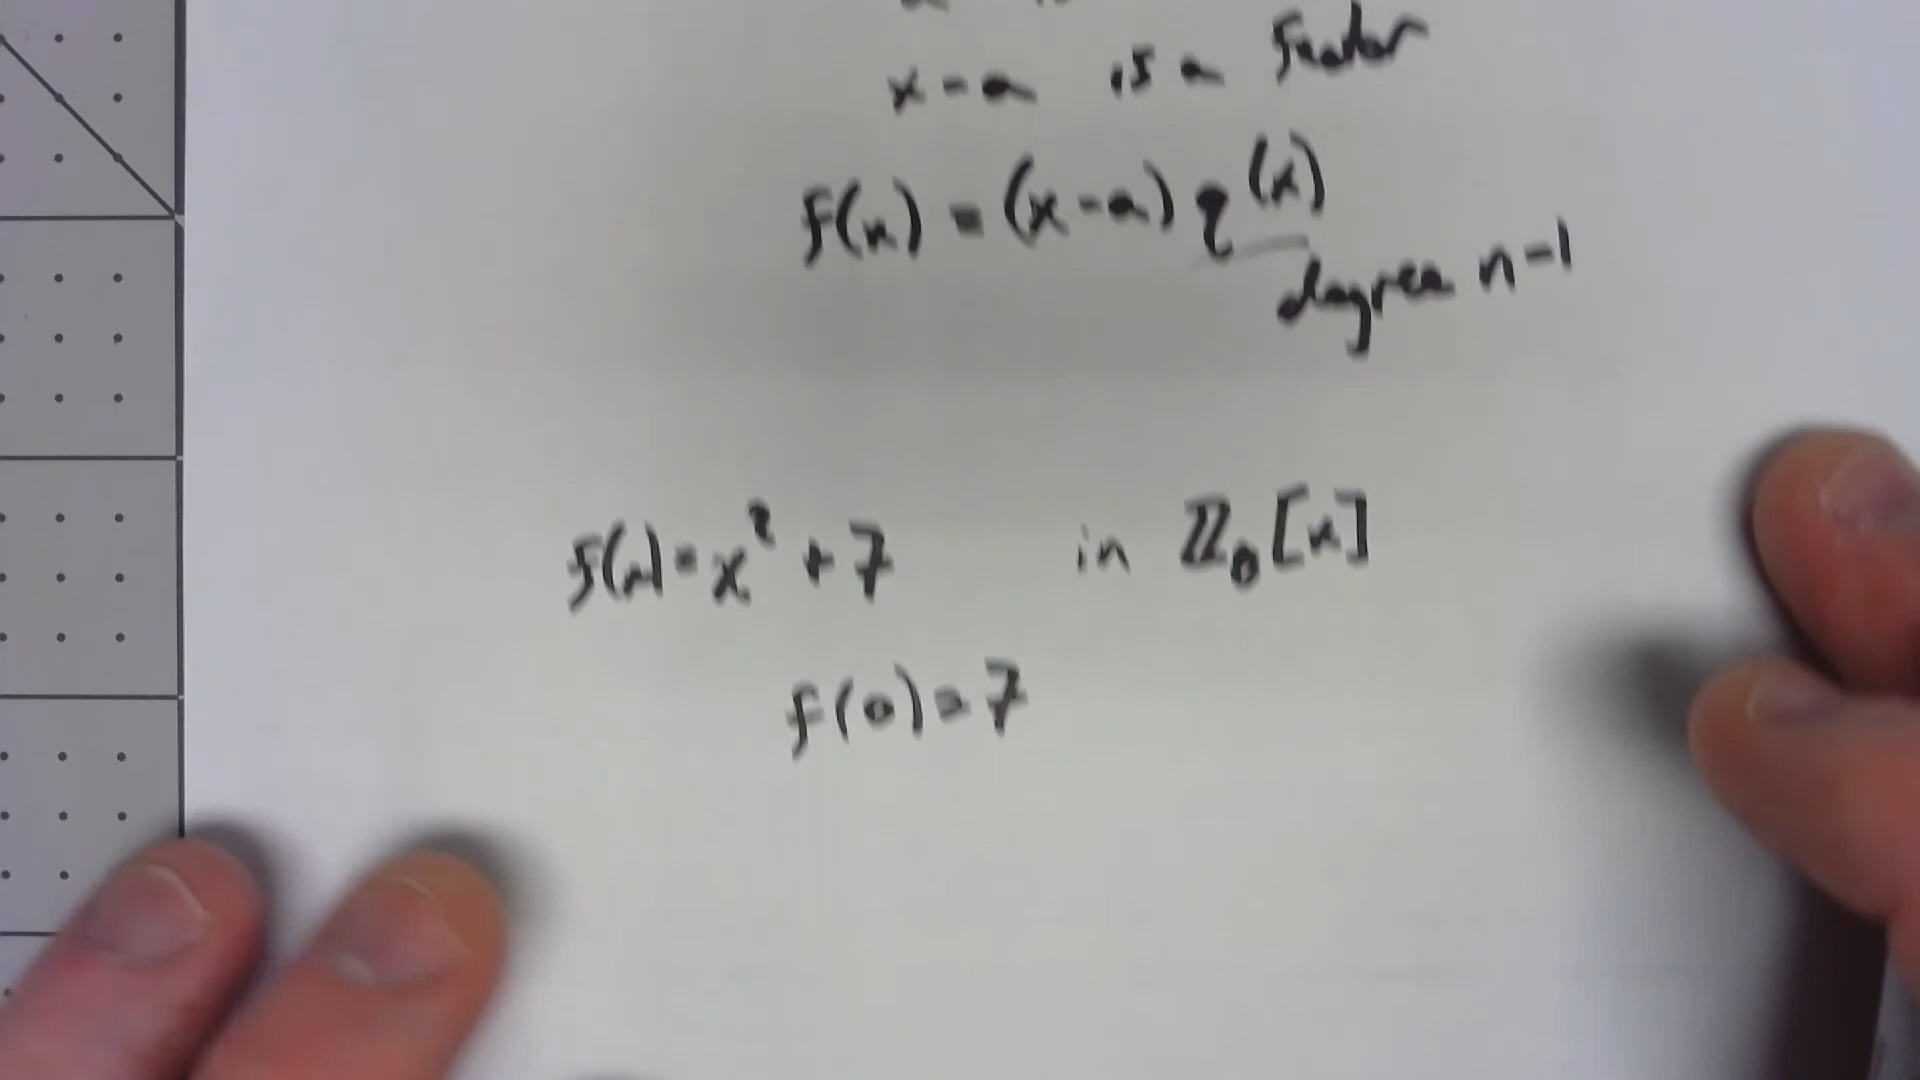 x - a is a factor
f(x) = (x-a) q(x)
degree n-1
f(x) = x² + 7 in ℤ₈[x]
f(0) = 7